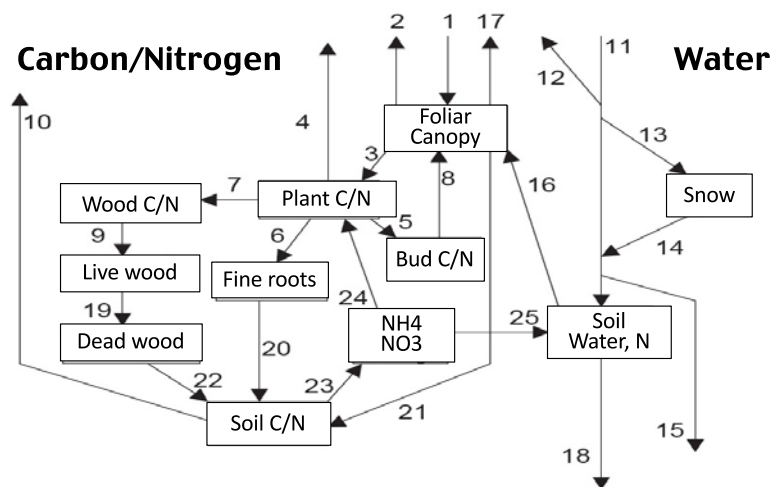 2 1 17
Carbon/Nitrogen
Water
11
12
10
4
Foliar
Canopy
13
3
8
16
7
Plant C/N
Snow
Wood C/N
5
9
6
Bud C/N
14
Live wood
Fine roots
24
19
NH4
NO3
25
Soil
Water, N
Dead wood
20
22
23
Soil C/N
21
15
18